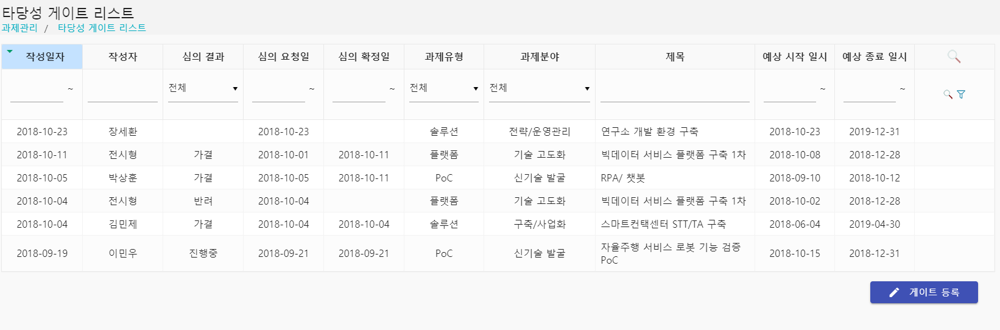 타당성 게이트 리스트
과제관리 / 타당성 게이트 리스트
작성일자 작성자 심의 결과 심의 요청일 심의 확정일 과제유형 과제분야 제목 예상 시작 일시 예상 종료 일시
~ 전체 ~ ~ 전체 전체 ~ ~
2018-10-23 장세환 2018-10-23 솔루션 전략/운영관리 연구소 개발 환경 구축 2018-10-23 2019-12-31
2018-10-11 전시형 가결 2018-10-01 2018-10-11 플랫폼 기술 고도화 빅데이터 서비스 플랫폼 구축 1차 2018-10-08 2018-12-28
2018-10-05 박상훈 가결 2018-10-05 2018-10-11 PoC 신기술 발굴 RPA/ 챗봇 2018-09-10 2018-10-12
2018-10-04 전시형 반려 2018-10-04 플랫폼 기술 고도화 빅데이터 서비스 플랫폼 구축 1차 2018-10-02 2018-12-28
2018-10-04 김민제 가결 2018-10-04 2018-10-04 솔루션 구축/사업화 스마트컨택센터 STT/TA 구축 2018-06-04 2019-04-30
2018-09-19 이민우 진행중 2018-09-21 2018-09-21 PoC 신기술 발굴 자율주행 서비스 로봇 기능 검증 2018-10-15 2018-12-31
PoC
게이트 등록